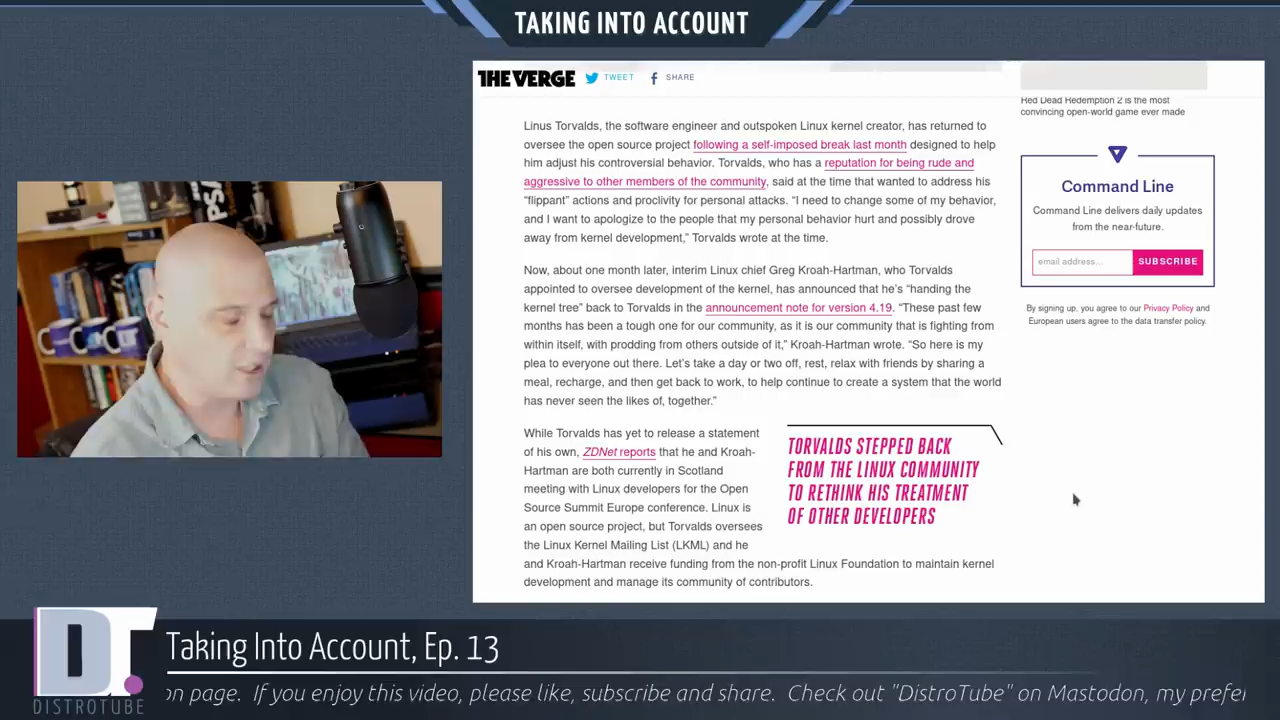 TAKING INTO ACCOUNT
THE VERGE TWEET SHARE
Linus Torvalds, the software engineer and outspoken Linux kernel creator, has returned to
oversee the open source project following a self-imposed break last month designed to help
him adjust his controversial behavior. Torvalds, who has a reputation for being rude and
aggressive to other members of the community, said at the time that wanted to address his
“flippant” actions and proclivity for personal attacks. “I need to change some of my behavior,
and I want to apologize to the people that my personal behavior hurt and possibly drove
away from kernel development,” Torvalds wrote at the time.
Now, about one month later, interim Linux chief Greg Kroah-Hartman, who Torvalds
appointed to oversee development of the kernel, has announced that he’s “handing the
kernel tree” back to Torvalds in the announcement note for version 4.19. “These past few
months has been a tough one for our community, as it is our community that is fighting from
within itself, with prodding from others outside of it,” Kroah-Hartman wrote. “So here is my
plea to everyone out there. Let’s take a day or two off, rest, relax with friends by sharing a
meal, recharge, and then get back to work, to help continue to create a system that the world
has never seen the likes of, together.”
While Torvalds has yet to release a statement
of his own, ZDNet reports that he and Kroah-
Hartman are both currently in Scotland
meeting with Linux developers for the Open
Source Summit Europe conference. Linux is
an open source project, but Torvalds oversees
the Linux Kernel Mailing List (LKML) and he
and Kroah-Hartman receive funding from the non-profit Linux Foundation to maintain kernel
development and manage its community of contributors.
TORVALDS STEPPED BACK
FROM THE LINUX COMMUNITY
TO RETHINK HIS TREATMENT
OF OTHER DEVELOPERS
Red Dead Redemption 2 is the most
convincing open-world game ever made
Command Line
Command Line delivers daily updates
from the near-future.
email address... SUBSCRIBE
By signing up, you agree to our Privacy Policy and
European users agree to the data transfer policy.
DT
DISTROTUBE
Taking Into Account, Ep. 13
on page. If you enjoy this video, please like, subscribe and share. Check out "DistroTube" on Mastodon, my prefer